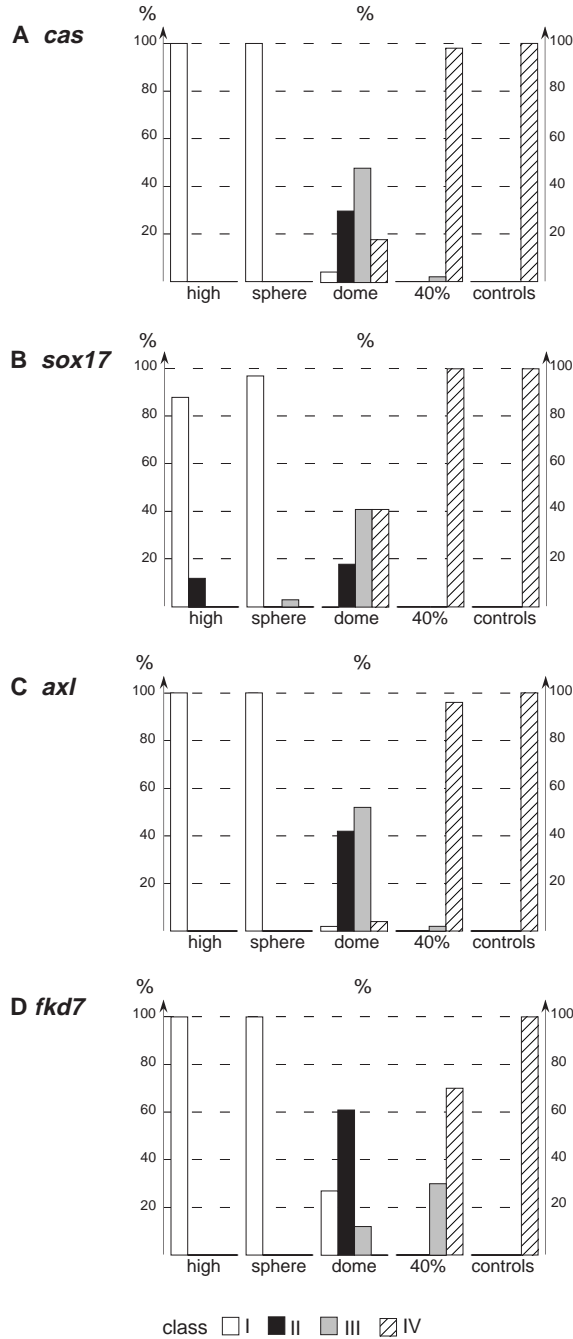 % %
A cas
100 100
80 80
60 60
40 40
20 20
high sphere dome 40% controls
% %
B sox17
100 100
80 80
60 60
40 40
20 20
high sphere dome 40% controls
% %
C axl
100 100
80 80
60 60
40 40
20 20
high sphere dome 40% controls
% %
D fkd7
100 100
80 80
60 60
40 40
20 20
high sphere dome 40% controls
class I II III IV